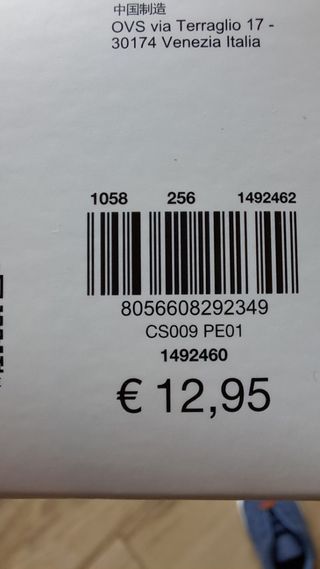 中国制造
OVS via Terraglio 17 -
30174 Venezia Italia
1058 256 1492462
8056608292349
CS009 PE01
1492460
€ 12,95